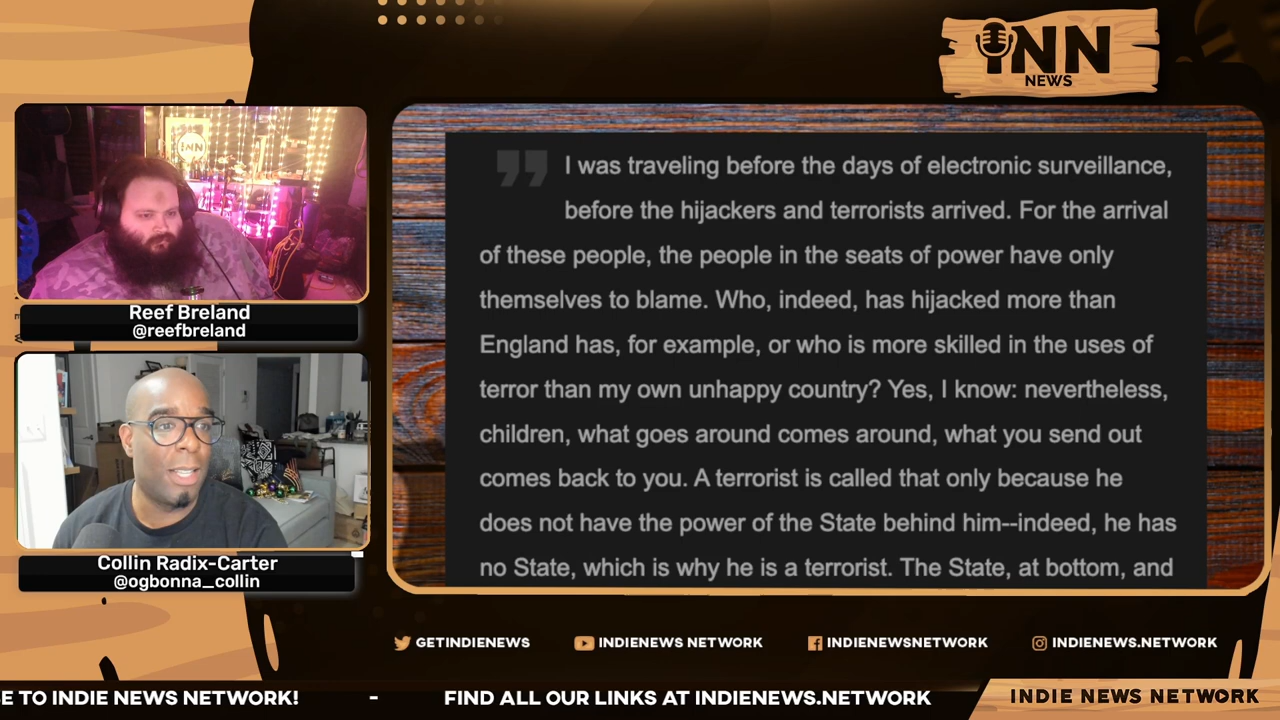 INN
NEWS
I was traveling before the days of electronic surveillance,
before the hijackers and terrorists arrived. For the arrival
of these people, the people in the seats of power have only
themselves to blame. Who, indeed, has hijacked more than
England has, for example, or who is more skilled in the uses of
terror than my own unhappy country? Yes, I know: nevertheless,
children, what goes around comes around, what you send out
comes back to you. A terrorist is called that only because he
does not have the power of the State behind him--indeed, he has
no State, which is why he is a terrorist. The State, at bottom, and
INN
Reef Breland
@reefbreland
Collin Radix-Carter
@ogbonna_collin
GETINDIENEWS
INDIENEWS NETWORK
INDIENEWSNETWORK
INDIENEWS.NETWORK
E TO INDIE NEWS NETWORK! - FIND ALL OUR LINKS AT INDIENEWS.NETWORK
INDIE NEWS NETWORK